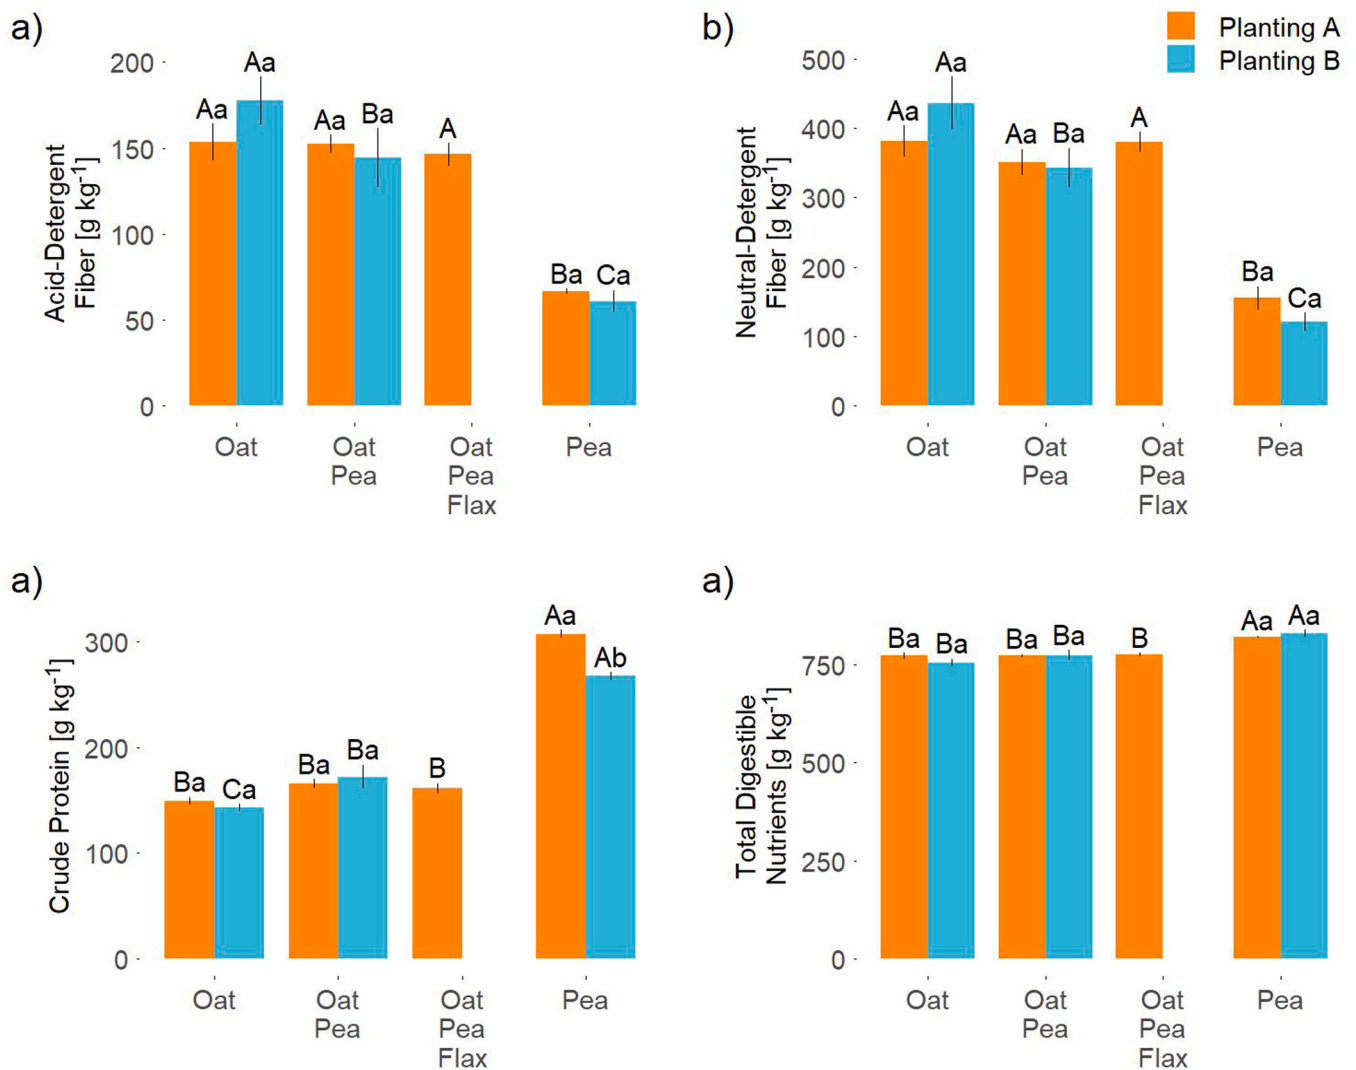 a)
200
150
100
50
0
Acid-Detergent
Fiber [g kg-1]
Aa
Aa
Aa
Ba
A
Ba
Ca
Oat
Oat
Pea
Oat
Pea
Flax
Pea
b)
Planting A
Planting B
500
400
300
200
100
0
Neutral-Detergent
Fiber [g kg-1]
Aa
Aa
Aa
Ba
A
Ba
Ca
Oat
Oat
Pea
Oat
Pea
Flax
Pea
a)
300
200
100
0
Crude Protein [g kg-1]
Ba
Ca
Ba
Ba
B
Aa
Ab
Oat
Oat
Pea
Oat
Pea
Flax
Pea
a)
750
500
250
0
Total Digestible
Nutrients [g kg-1]
Ba
Ba
Ba
Ba
B
Aa
Aa
Oat
Oat
Pea
Oat
Pea
Flax
Pea